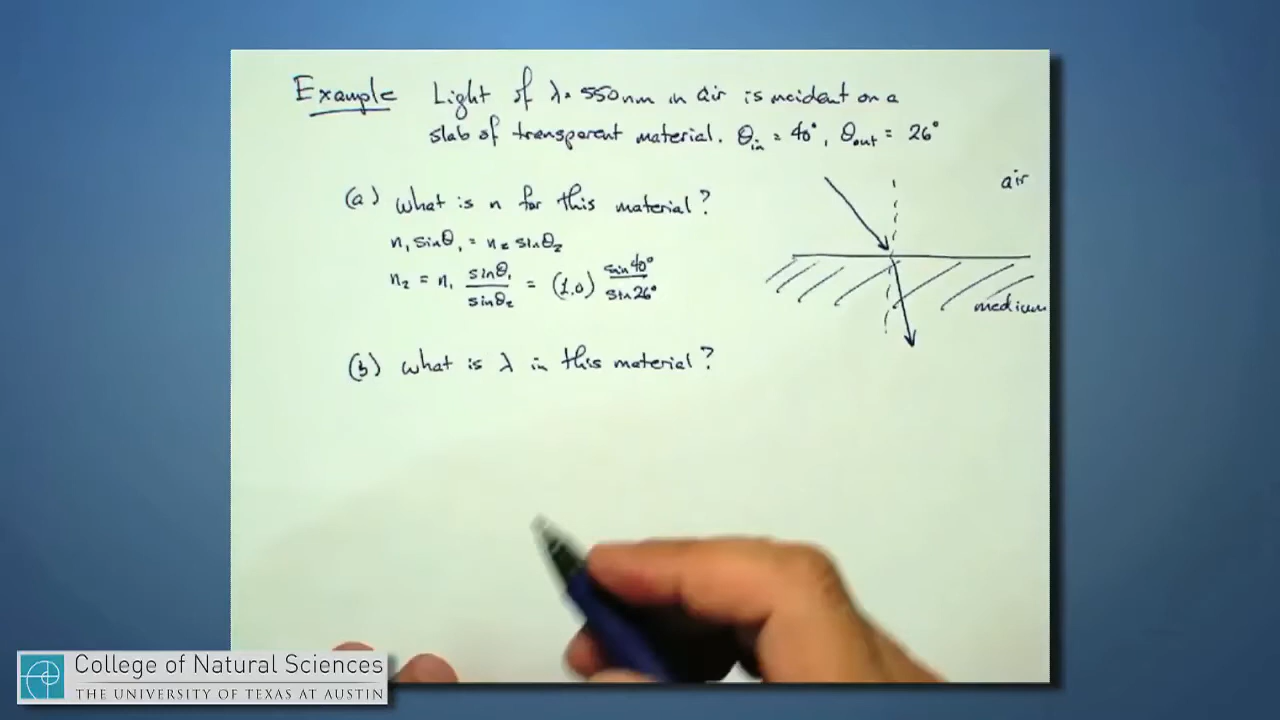 Example Light of λ = 550nm in air is incident on a
slab of transparent material. θin = 40°, θout = 26°
air
(a) what is n for this material?
n₁ sinθ₁ = n₂ sinθ₂
n₂ = n₁ sinθ₁/sinθ₂ = (1.0) sin40°/sin26°
medium
(b) what is λ in this material?
College of Natural Sciences
THE UNIVERSITY OF TEXAS AT AUSTIN